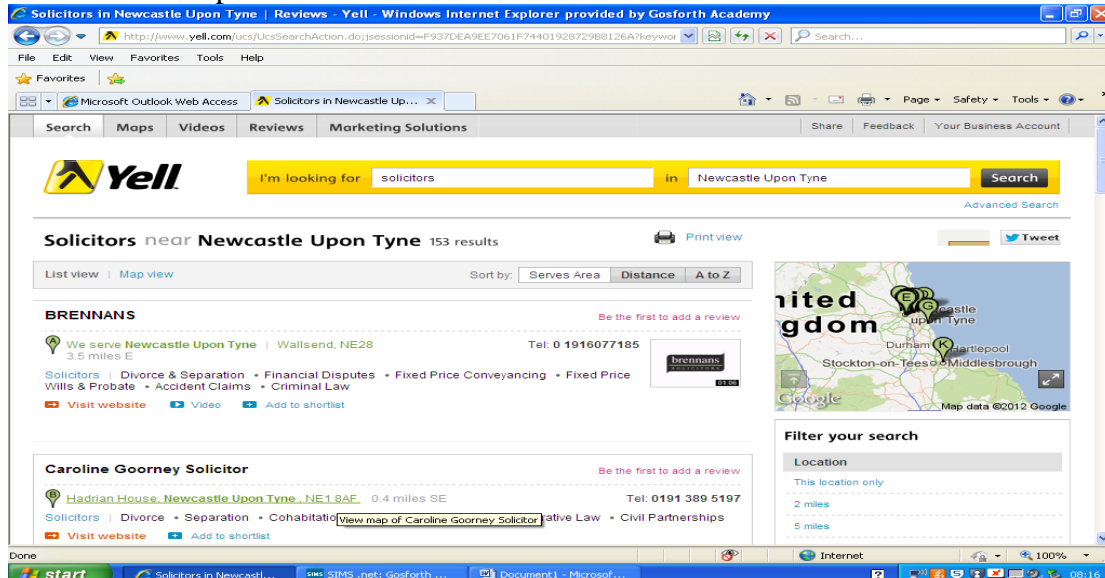 Solicitors in Newcastle Upon Tyne | Reviews - Yell - Windows Internet Explorer provided by Gosforth Academy
http://www.yell.com/ucs/UcsSearchAction.do;jsessionid=F937DEA9EE7061F74401928729B8126A?keywor
Search...
File Edit View Favorites Tools Help
Favorites
Microsoft Outlook Web Access Solicitors in Newcastle Up... Page Safety Tools
Search Maps Videos Reviews Marketing Solutions Share Feedback Your Business Account
Yell I'm looking for solicitors in Newcastle Upon Tyne Search
Advanced Search
Solicitors near Newcastle Upon Tyne 153 results Print view Tweet
List view | Map view Sort by: Serves Area Distance A to Z
BRENNANS Be the first to add a review
A We serve Newcastle Upon Tyne | Wallsend, NE28 Tel: 0 1916077185
3.5 miles E
brennans
SOLICITORS
01:06
Solicitors | Divorce & Separation • Financial Disputes • Fixed Price Conveyancing • Fixed Price
Wills & Probate • Accident Claims • Criminal Law
Visit website Video Add to shortlist
Caroline Goorney Solicitor Be the first to add a review
B Hadrian House, Newcastle Upon Tyne , NE1 8AF 0.4 miles SE Tel: 0191 389 5197
Solicitors | Divorce • Separation • Cohabitatio rative Law • Civil Partnerships
View map of Caroline Goorney Solicitor
Visit website Add to shortlist
nited
gdom
E G K
castle
upon Tyne
Durham
Hartlepool
Stockton-on-Tees Middlesbrough
Google
Map data ©2012 Google
Filter your search
Location
This location only
2 miles
5 miles
Done Internet 100%
start Solicitors in Newcastl... SIMS .net: Gosforth ... Document1 - Microsof... 08:16